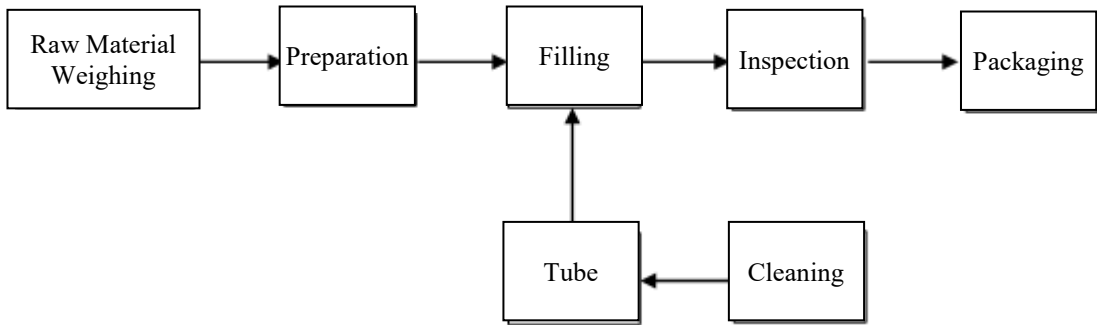 Raw Material
Weighing
Preparation
Filling
Inspection
Packaging
Tube
Cleaning